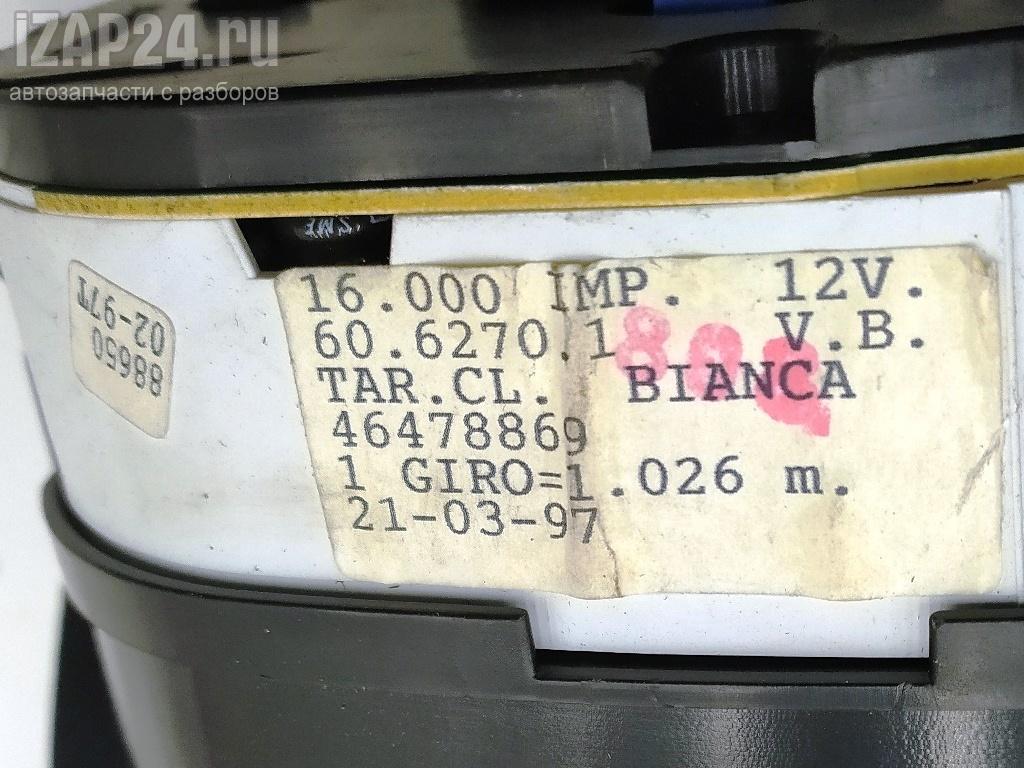 iZAP24.ru
автозапчасти с разборов
16.000 IMP. 12V.
60.6270.1 V.B.
TAR.CL. BIANCA
46478869
1 GIRO=1.026 m.
21-03-97
88650
02-97T